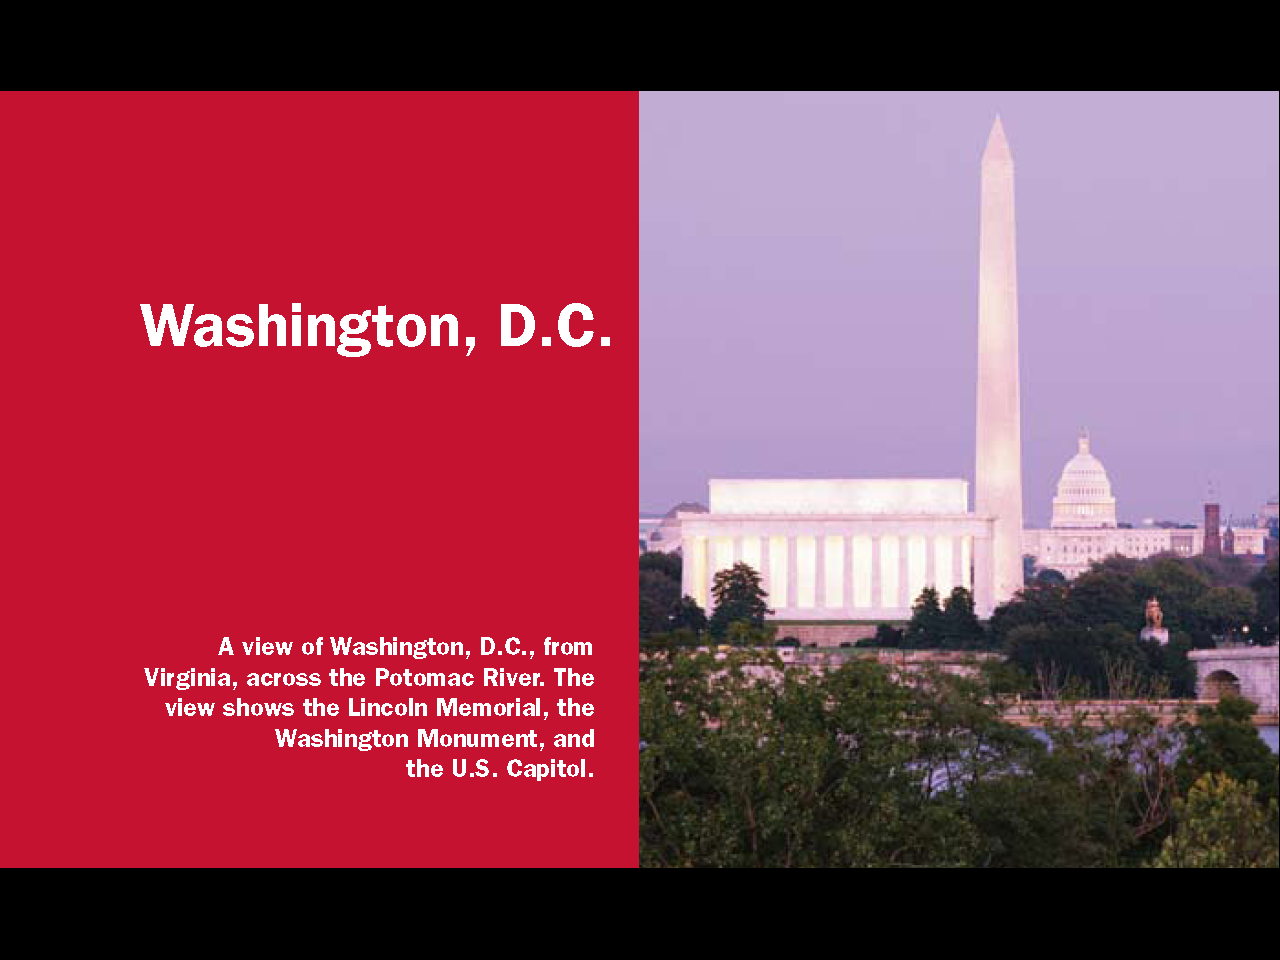 Washington, D.C.
A view of Washington, D.C., from
Virginia, across the Potomac River. The
view shows the Lincoln Memorial, the
Washington Monument, and
the U.S. Capitol.